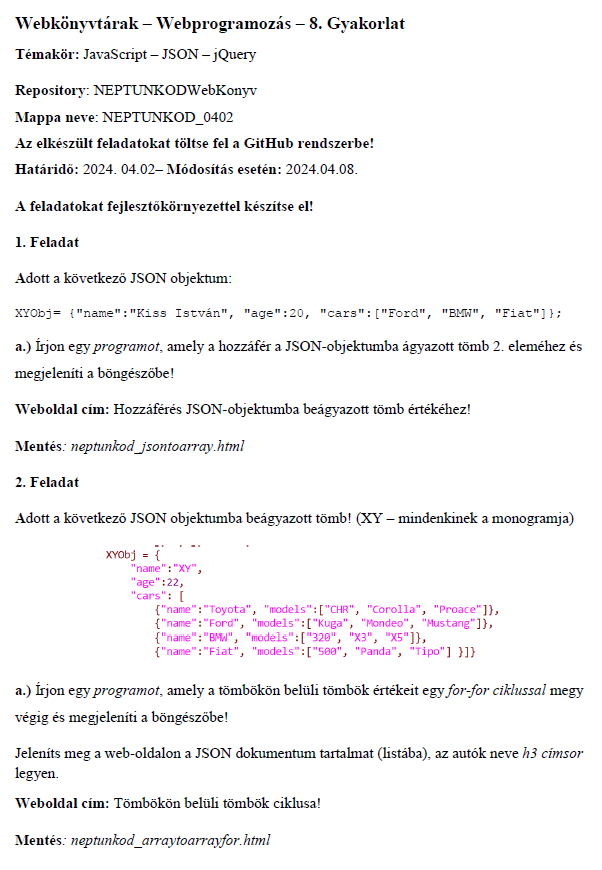 Webkönyvtárak – Webprogramozás – 8. Gyakorlat
Témakör: JavaScript – JSON – jQuery
Repository: NEPTUNKODWebKonyv
Mappa neve: NEPTUNKOD_0402
Az elkészült feladatokat töltse fel a GitHub rendszerbe!
Határidő: 2024. 04.02– Módosítás esetén: 2024.04.08.
A feladatokat fejlesztőkörnyezettel készítse el!
1. Feladat
Adott a következő JSON objektum:
XYObj= {"name":"Kiss István", "age":20, "cars":["Ford", "BMW", "Fiat"]};
a.) Írjon egy programot, amely a hozzáfér a JSON-objektumba ágyazott tömb 2. eleméhez és
megjeleníti a böngészőbe!
Weboldal cím: Hozzáférés JSON-objektumba beágyazott tömb értékéhez!
Mentés: neptunkod_jsontoarray.html
2. Feladat
Adott a következő JSON objektumba beágyazott tömb! (XY – mindenkinek a monogramja)
XYObj = {
"name":"XY",
"age":22,
"cars": [
{"name":"Toyota", "models":["CHR", "Corolla", "Proace"]},
{"name":"Ford", "models":["Kuga", "Mondeo", "Mustang"]},
{"name":"BMW", "models":["320", "X3", "X5"]},
{"name":"Fiat", "models":["500", "Panda", "Tipo"] }]}
a.) Írjon egy programot, amely a tömbökön belüli tömbök értékeit egy for-for ciklussal megy
végig és megjeleníti a böngészőbe!
Jeleníts meg a web-oldalon a JSON dokumentum tartalmat (listába), az autók neve h3 címsor
legyen.
Weboldal cím: Tömbökön belüli tömbök ciklusa!
Mentés: neptunkod_arraytoarrayfor.html